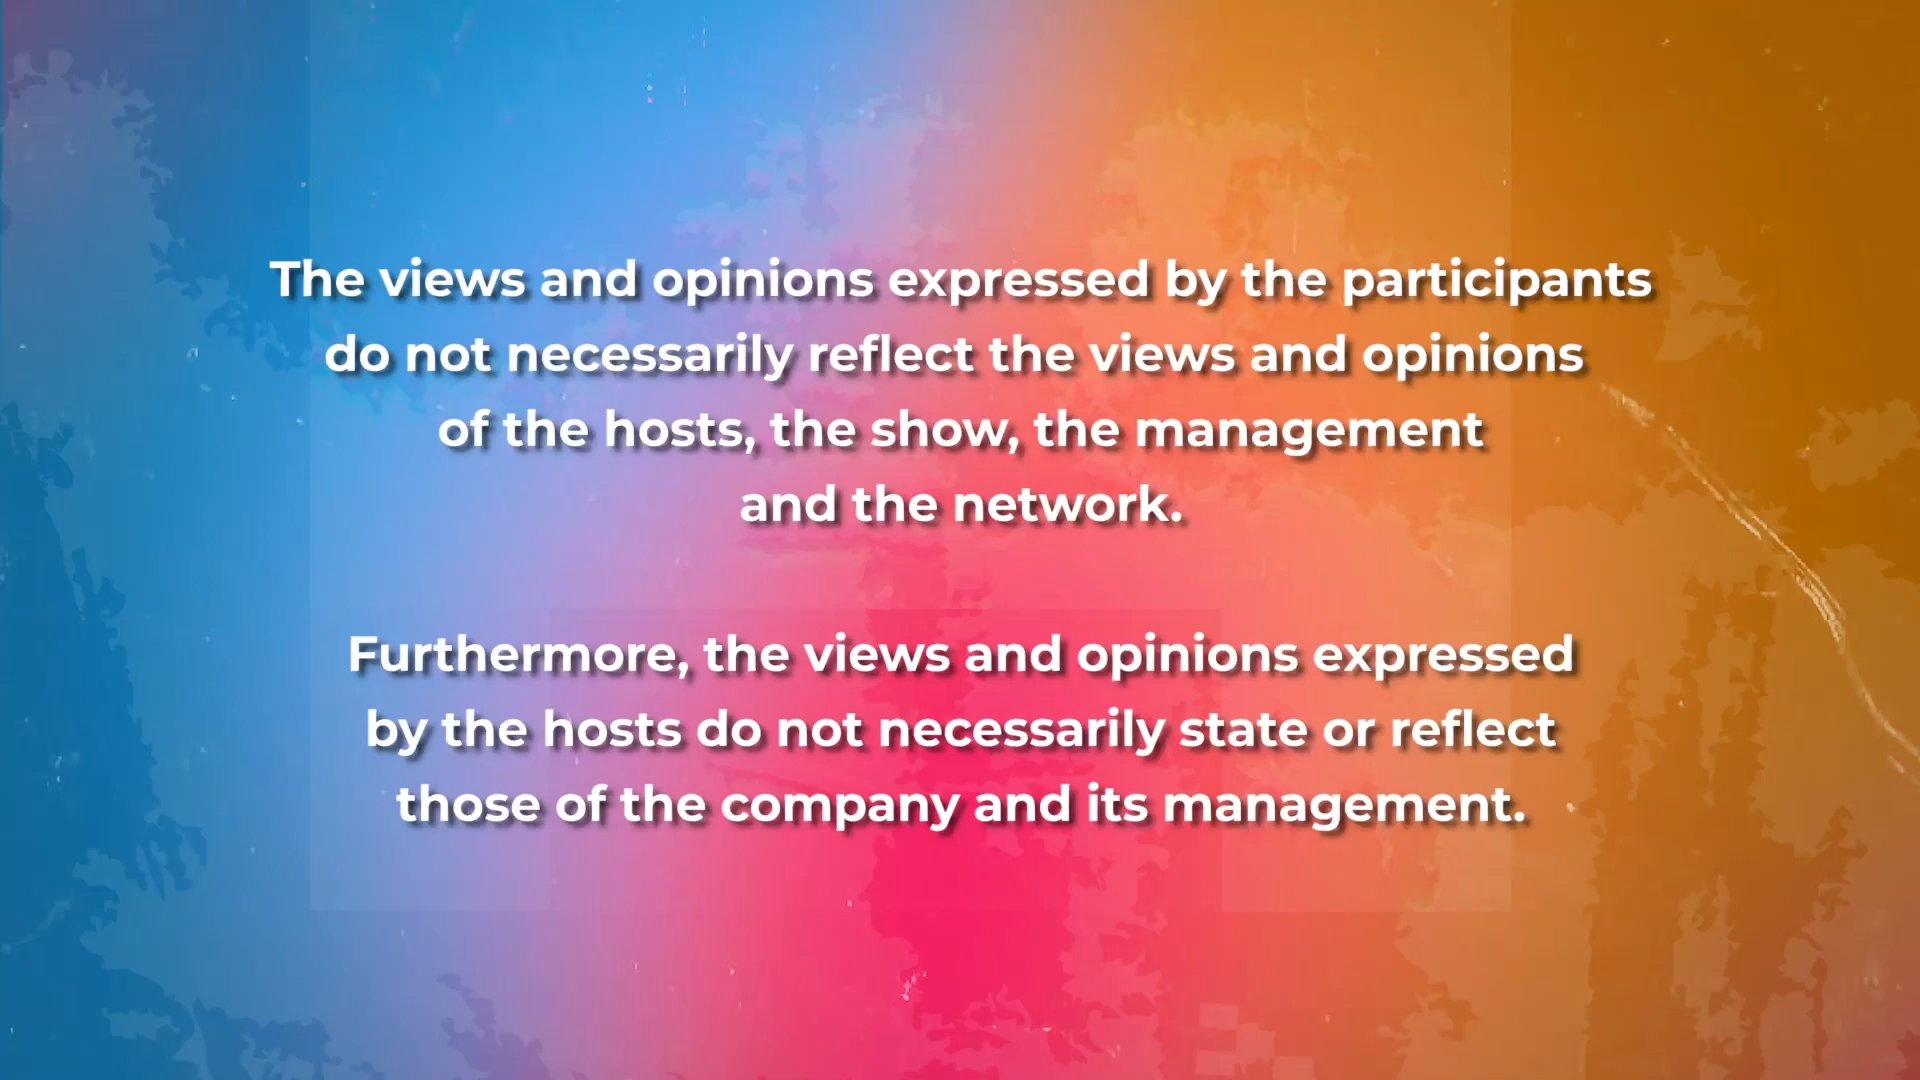 The views and opinions expressed by the participants
do not necessarily reflect the views and opinions
of the hosts, the show, the management
and the network.
Furthermore, the views and opinions expressed
by the hosts do not necessarily state or reflect
those of the company and its management.